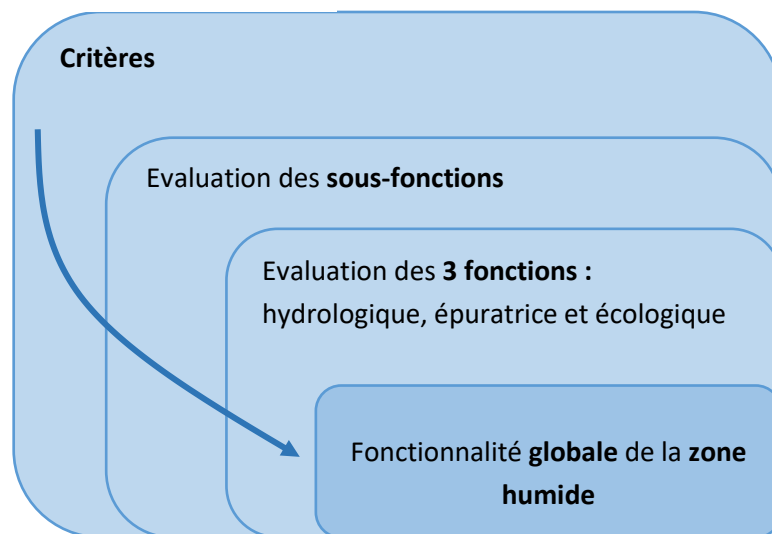 Critères
Evaluation des sous-fonctions
Evaluation des 3 fonctions :
hydrologique, épuratrice et écologique
Fonctionnalité globale de la zone
humide